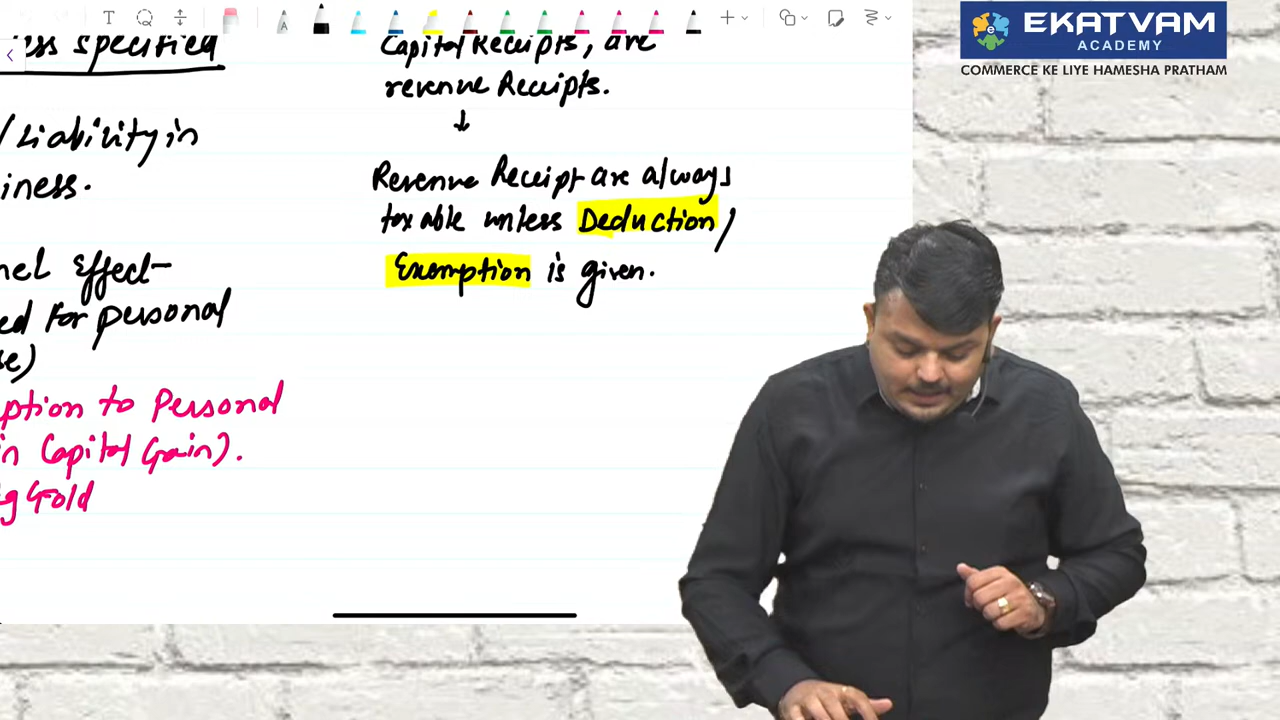 EKATVAM
ACADEMY
COMMERCE KE LIYE HAMESHA PRATHAM
ess specified
/ Liability in
iness.
nel Effect-
ed for personal
se)
ption to Personal
in Capital Gain).
g Gold
Capital Receipts, are
revenue Receipts.
↓
Revenue Receipt are always
taxable unless Deduction/
Exemption is given.